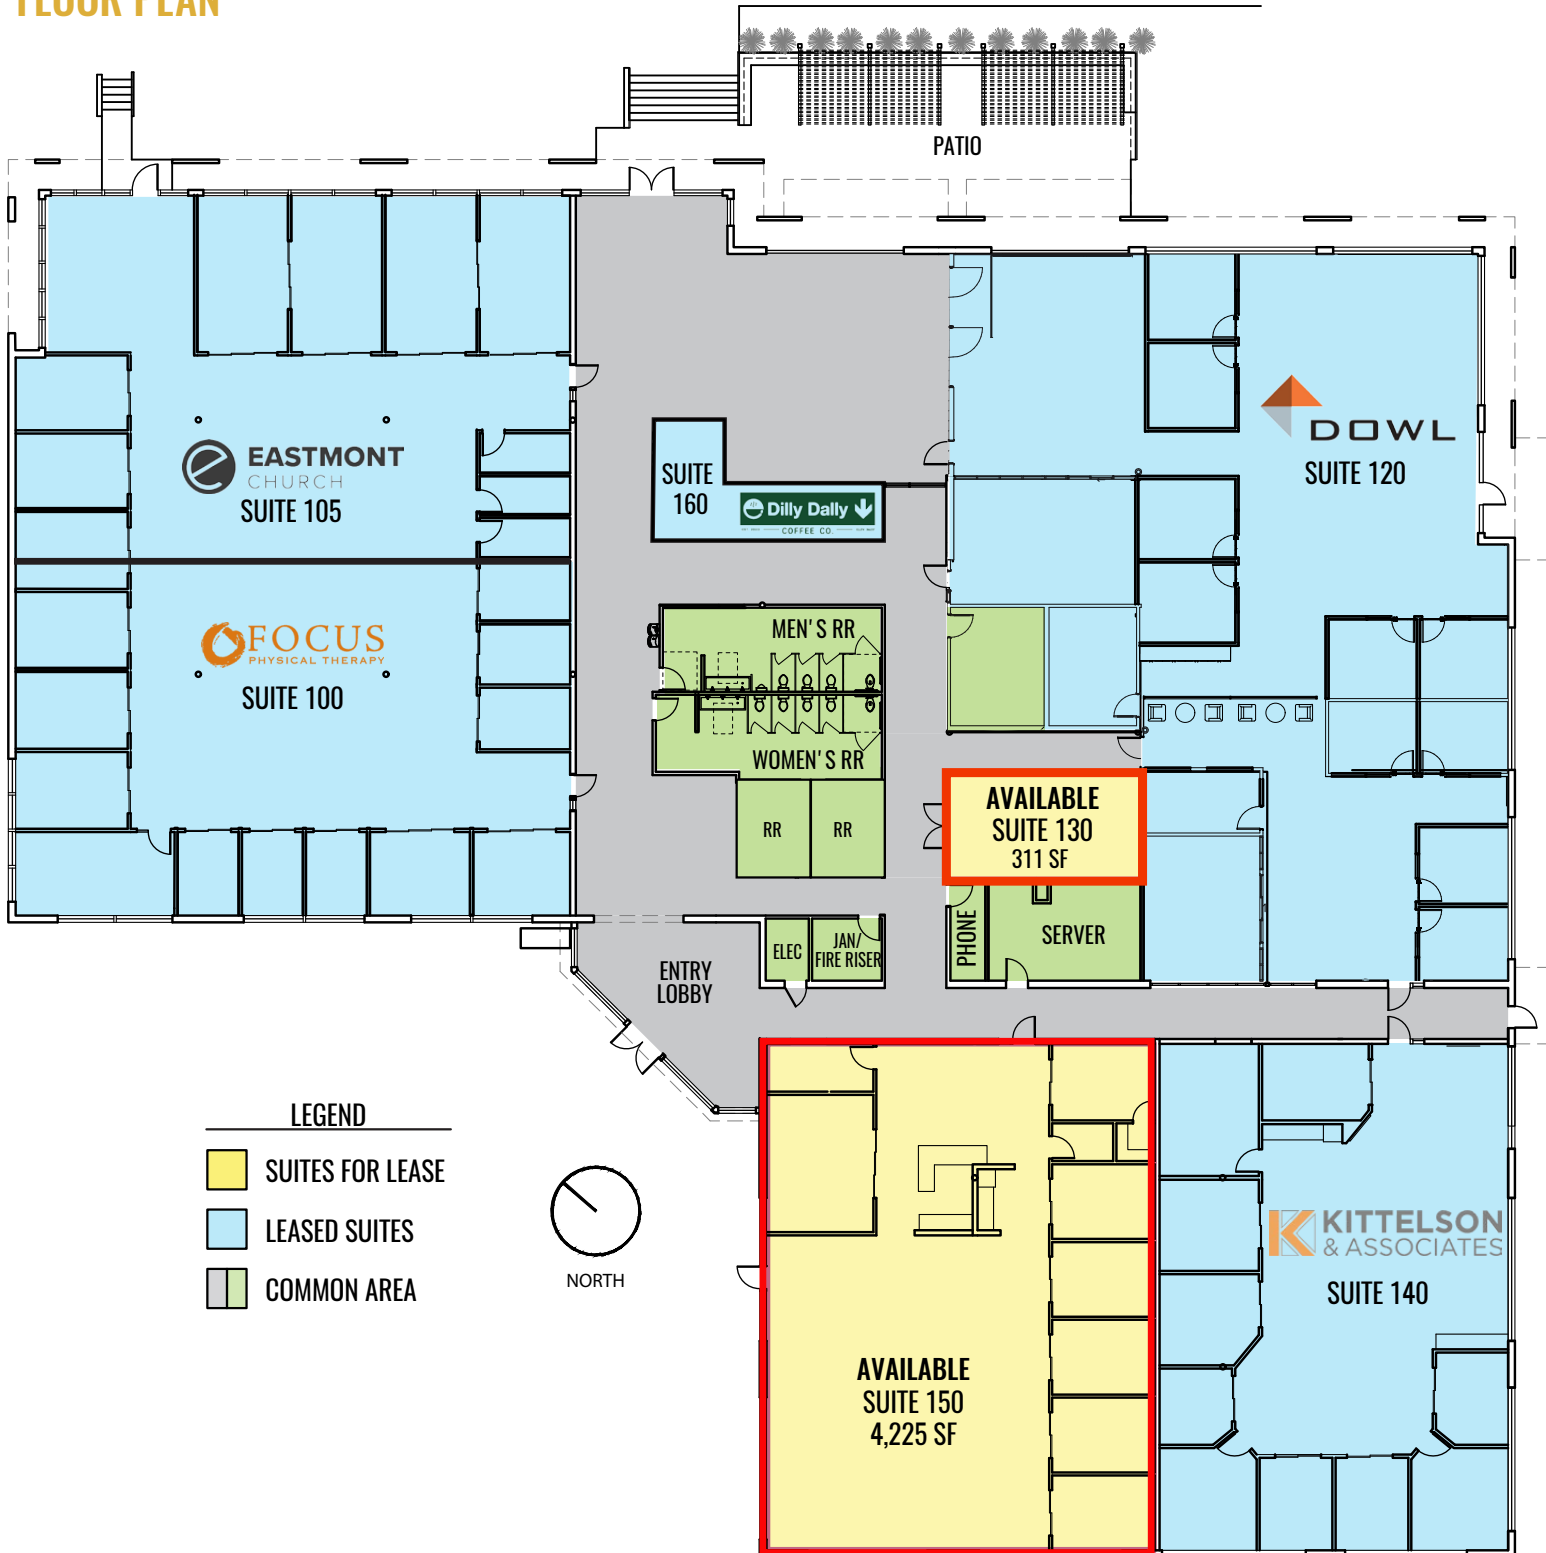 FLOOR PLAN
PATIO
EASTMONT
CHURCH
SUITE 105
SUITE
160
Dilly Dally
COFFEE CO.
DOWL
SUITE 120
FOCUS
PHYSICAL THERAPY
SUITE 100
MEN'S RR
WOMEN'S RR
RR
RR
AVAILABLE
SUITE 130
311 SF
PHONE
SERVER
ELEC
JAN/
FIRE RISER
ENTRY
LOBBY
LEGEND
SUITES FOR LEASE
LEASED SUITES
COMMON AREA
NORTH
AVAILABLE
SUITE 150
4,225 SF
KITTELSON
& ASSOCIATES
SUITE 140